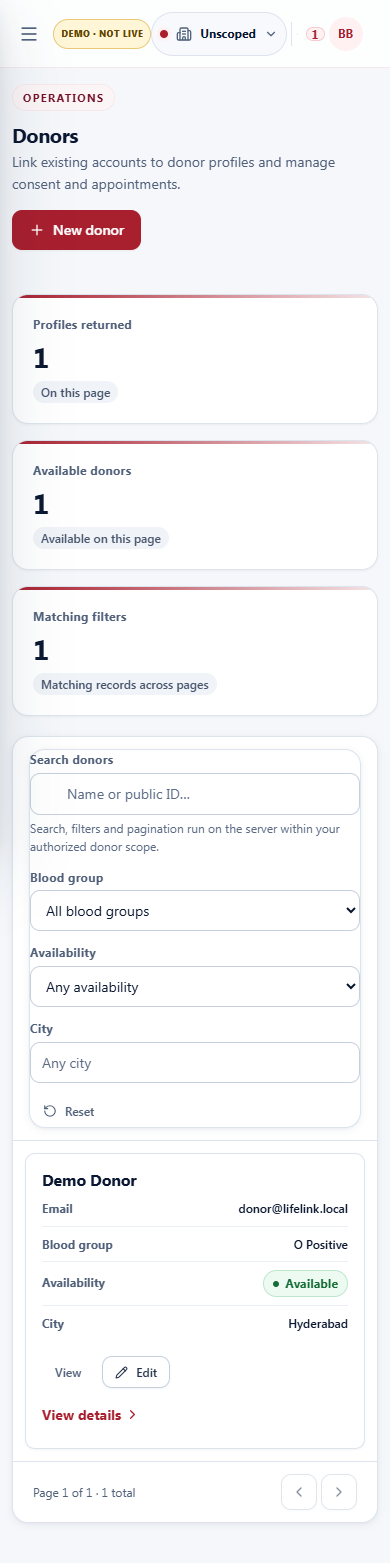 DEMO · NOT LIVE
Unscoped
1
BB
OPERATIONS
Donors
Link existing accounts to donor profiles and manage
consent and appointments.
New donor
Profiles returned
1
On this page
Available donors
1
Available on this page
Matching filters
1
Matching records across pages
Search donors
Name or public ID...
Search, filters and pagination run on the server within your
authorized donor scope.
Blood group
All blood groups
Availability
Any availability
City
Any city
Reset
Demo Donor
Email donor@lifelink.local
Blood group O Positive
Availability Available
City Hyderabad
View Edit
View details
Page 1 of 1 · 1 total